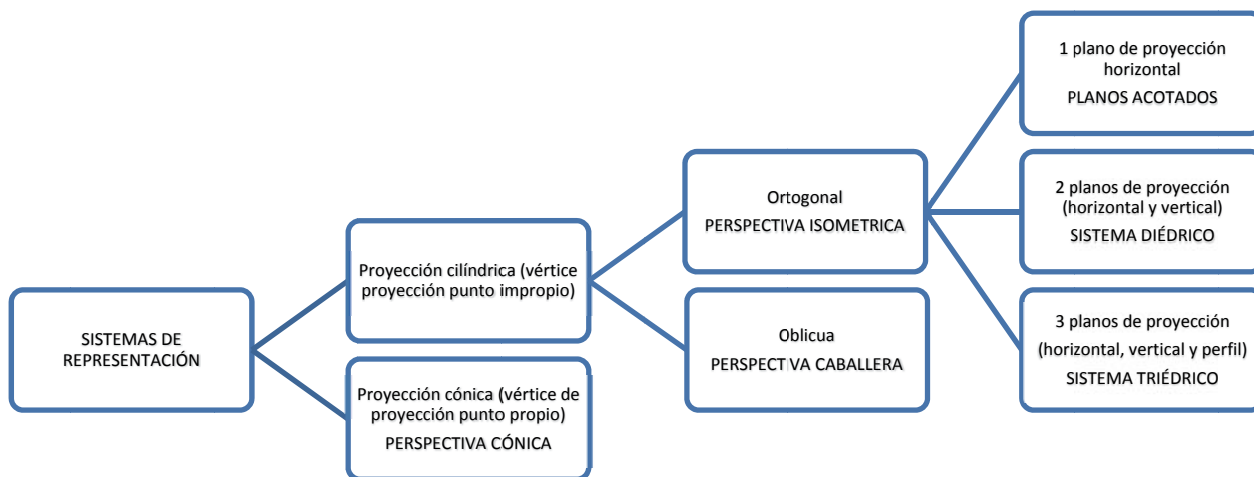 SISTEMAS DE
REPRESENTACIÓN
Proyección cilíndrica (vértice
proyección punto impropio)
Proyección cónica (vértice de
proyección punto propio)
PERSPECTIVA CÓNICA
Ortogonal
PERSPECTIVA ISOMETRICA
Oblicua
PERSPECTIVA CABALLERA
1 plano de proyección
horizontal
PLANOS ACOTADOS
2 planos de proyección
(horizontal y vertical)
SISTEMA DIÉDRICO
3 planos de proyección
(horizontal, vertical y perfil)
SISTEMA TRIÉDRICO